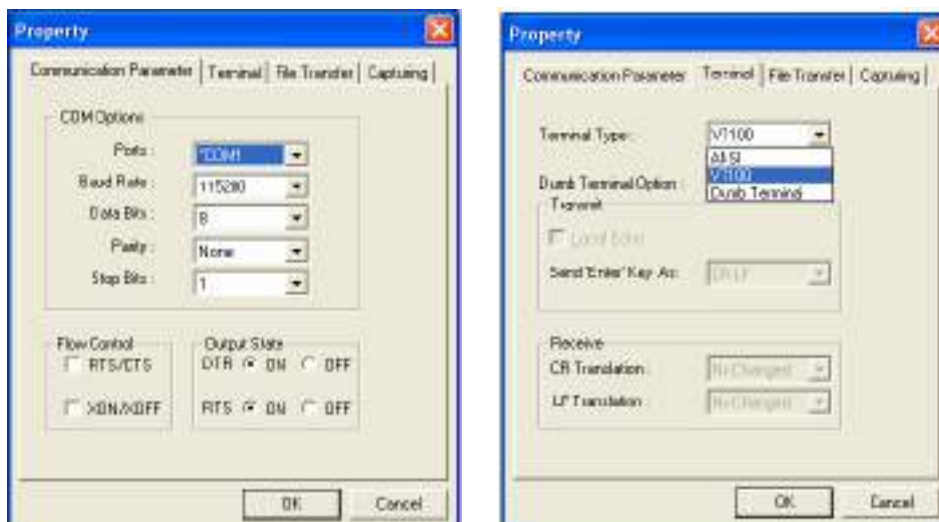 Property
Communication Parameter Terminal File Transfer Capturing
COM Options
Ports : COM1
Baud Rate : 115200
Data Bits : 8
Parity : None
Stop Bits : 1
Flow Control
RTS/CTS
XON/XOFF
Output State
DTR ON OFF
RTS ON OFF
OK Cancel
Property
Communication Parameter Terminal File Transfer Capturing
Terminal Type : VT100
ANSI
VT100
Dumb Terminal
Dumb Terminal Option :
Transmit
Local Echo
Send 'Enter' Key As: CR-LF
Receive
CR Translation : No Changed
LF Translation : No Changed
OK Cancel